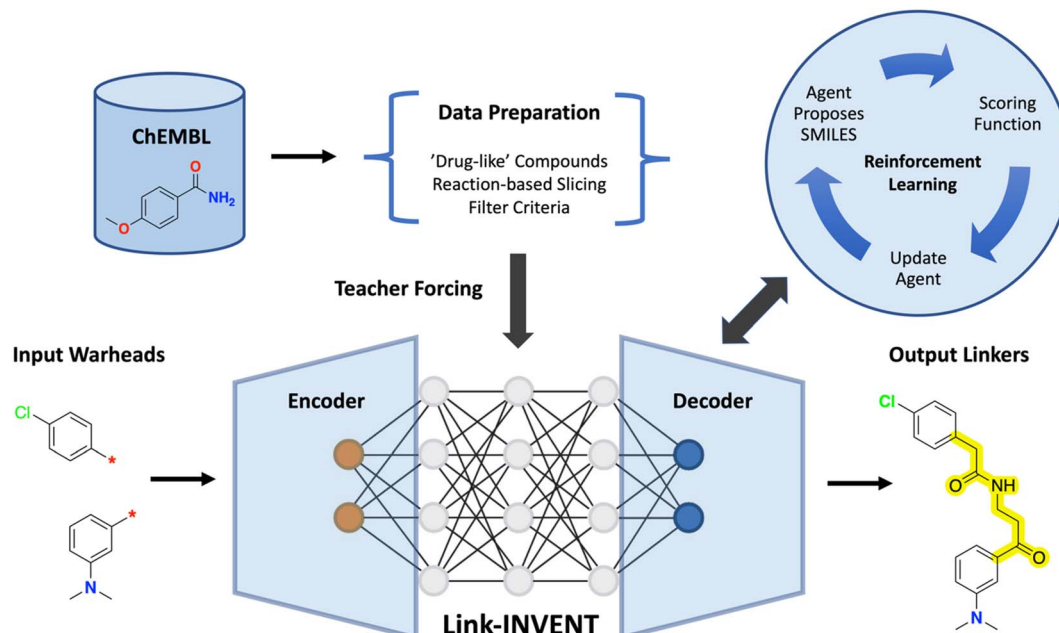 ChEMBL
O
NH2
O
Data Preparation
'Drug-like' Compounds
Reaction-based Slicing
Filter Criteria
Agent
Proposes
SMILES
Scoring
Function
Reinforcement
Learning
Update
Agent
Teacher Forcing
Input Warheads
Cl
*
*
N
Encoder
Decoder
Link-INVENT
Output Linkers
Cl
O
NH
O
N